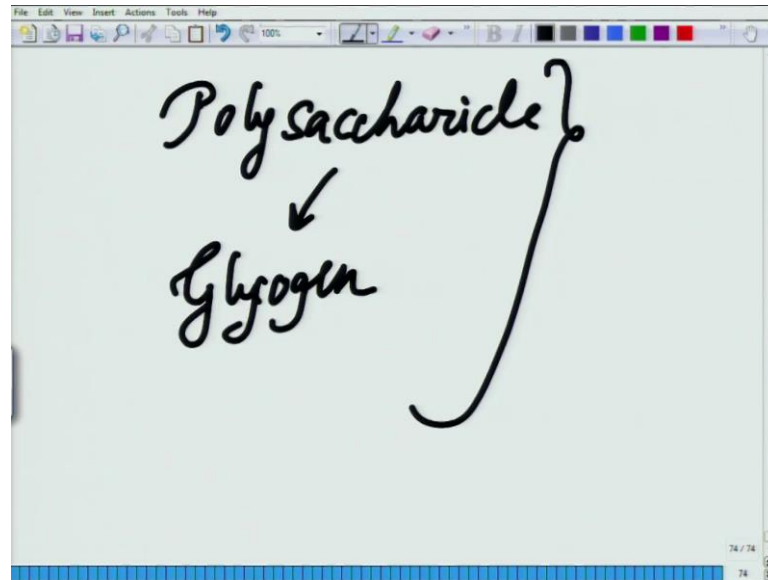 File Edit View Insert Actions Tools Help
100%
B I
Polysaccharide
Glycogen
74 / 74
74